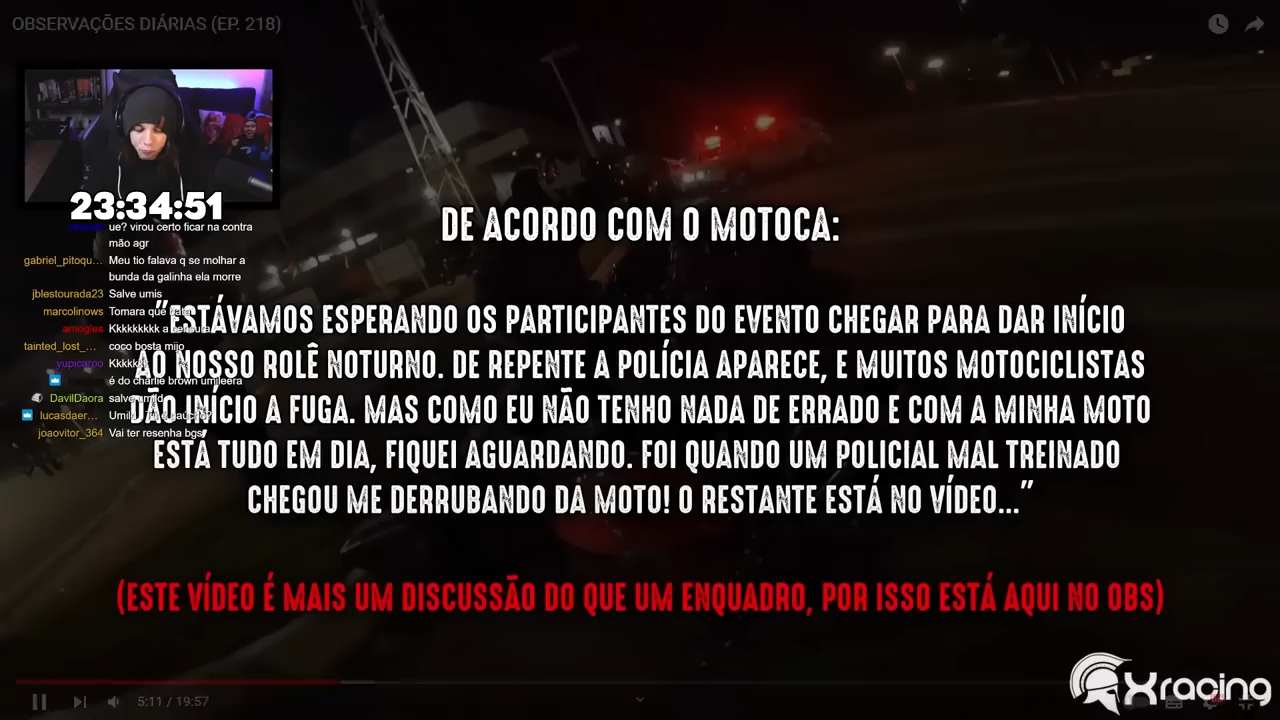 OBSERVAÇÕES DIÁRIAS (EP. 218)
23:34:51
ue? virou certo ficar na contra
mão agr
gabriel_pitoqu... Meu tio falava q se molhar a
bunda da galinha ela morre
jblestourada23 Salve umis
marcolinows Tomara que
amogies Kkkkkkkkk a
tainted_lost_... coco bosta mijo
yupicaroo Kkkkkk
é do charlie brown umileera
DavilDaora salve
lucasdaer...
joaovitor_364 Vai ter resenha bgs
DE ACORDO COM O MOTOCA:
"ESTÁVAMOS ESPERANDO OS PARTICIPANTES DO EVENTO CHEGAR PARA DAR INÍCIO
AO NOSSO ROLÊ NOTURNO. DE REPENTE A POLÍCIA APARECE, E MUITOS MOTOCICLISTAS
DÃO INÍCIO A FUGA. MAS COMO EU NÃO TENHO NADA DE ERRADO E COM A MINHA MOTO
ESTÁ TUDO EM DIA, FIQUEI AGUARDANDO. FOI QUANDO UM POLICIAL MAL TREINADO
CHEGOU ME DERRUBANDO DA MOTO! O RESTANTE ESTÁ NO VÍDEO..."
(ESTE VÍDEO É MAIS UM DISCUSSÃO DO QUE UM ENQUADRO, POR ISSO ESTÁ AQUI NO OBS)
5:11 / 19:57
Xracing